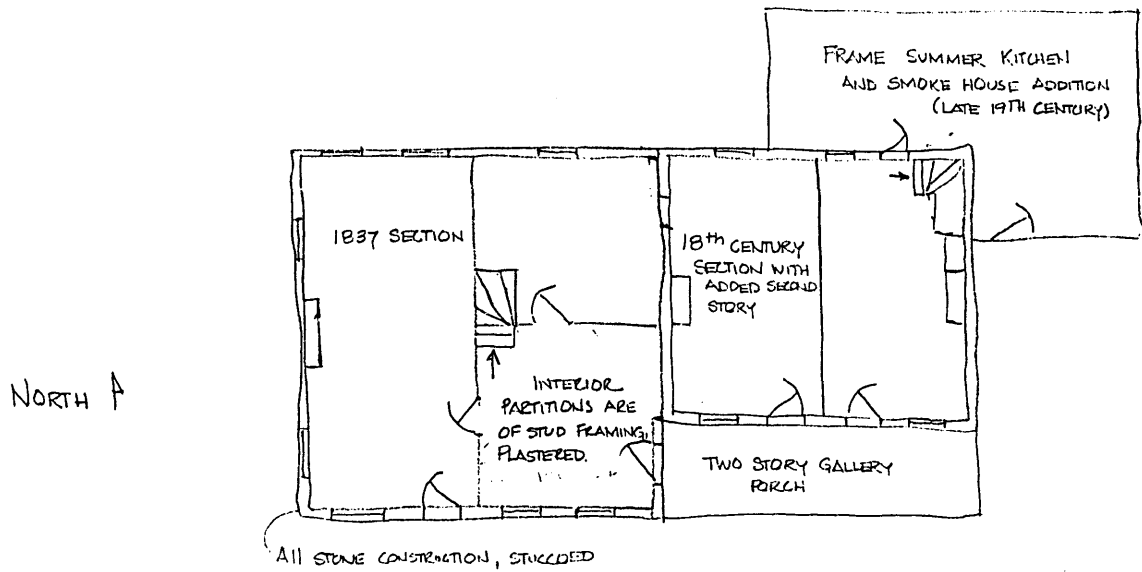 FRAME SUMMER KITCHEN
AND SMOKE HOUSE ADDITION
(LATE 19TH CENTURY)
1837 SECTION
18th CENTURY
SECTION WITH
ADDED SECOND
STORY
NORTH
INTERIOR
PARTITIONS ARE
OF STUD FRAMING,
PLASTERED.
TWO STORY GALLERY
PORCH
All STONE CONSTRUCTION, STUCCOED